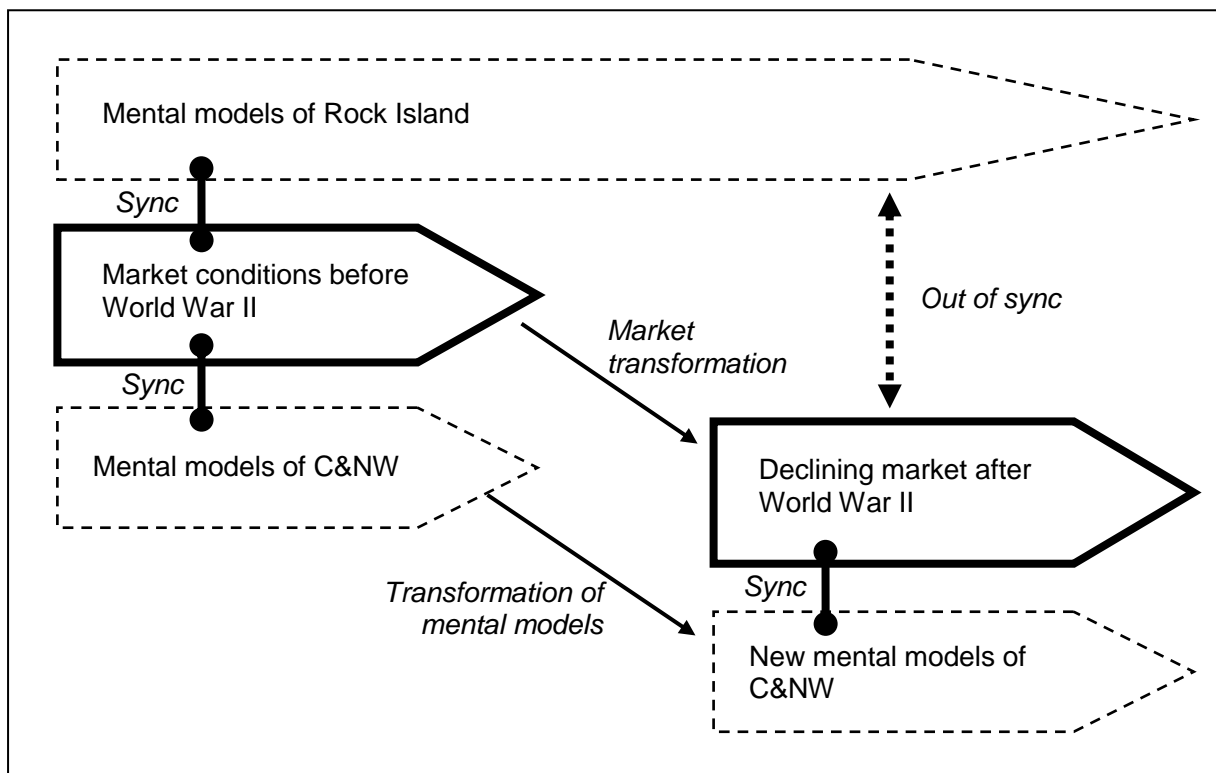 Mental models of Rock Island
Sync
Market conditions before
World War II
Out of sync
Market
transformation
Sync
Mental models of C&NW
Declining market after
World War II
Transformation of
mental models
Sync
New mental models of
C&NW